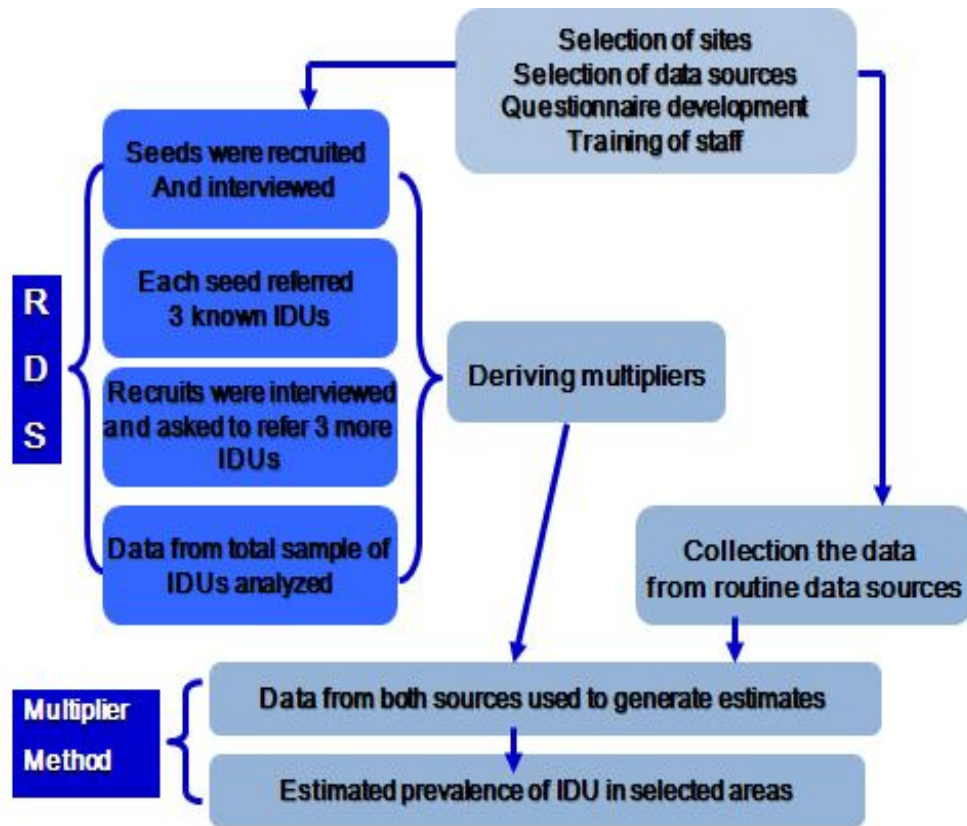 Selection of sites
Selection of data sources
Questionnaire development
Training of staff
Seeds were recruited
And interviewed
Each seed referred
3 known IDUs
Recruits were interviewed
and asked to refer 3 more
IDUs
Data from total sample of
IDUs analyzed
R
D
S
Deriving multipliers
Collection the data
from routine data sources
Multiplier
Method
Data from both sources used to generate estimates
Estimated prevalence of IDU in selected areas